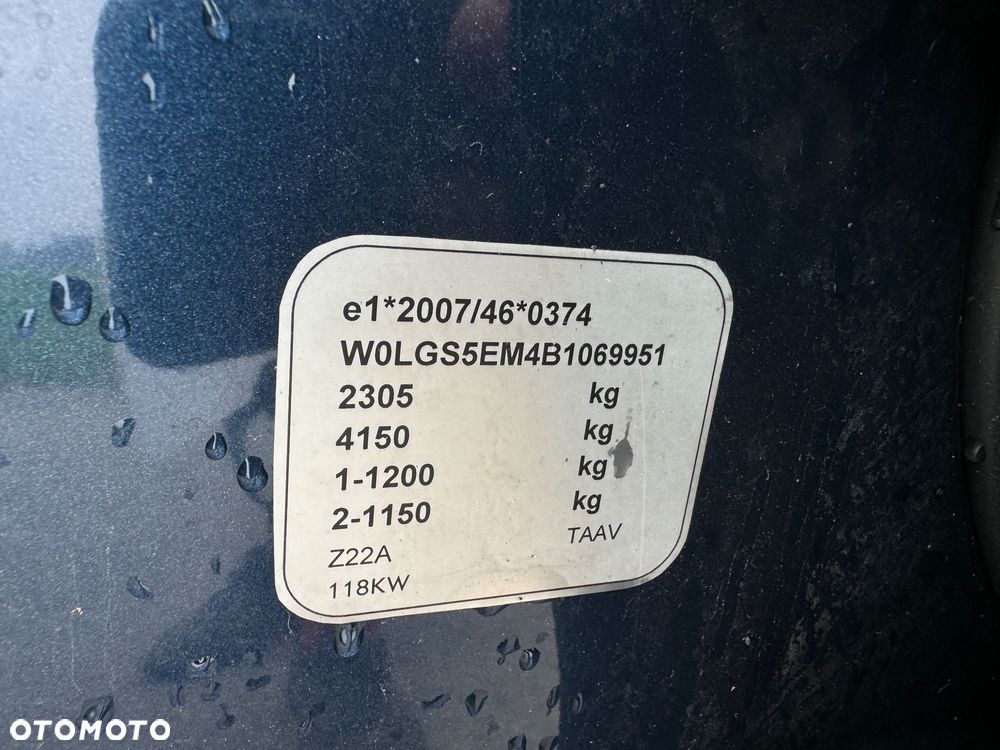 e1*2007/46*0374
W0LGS5EM4B1069951
2305 kg
4150 kg
1-1200 kg
2-1150 kg
Z22A TAAV
118KW
OTOMOTO